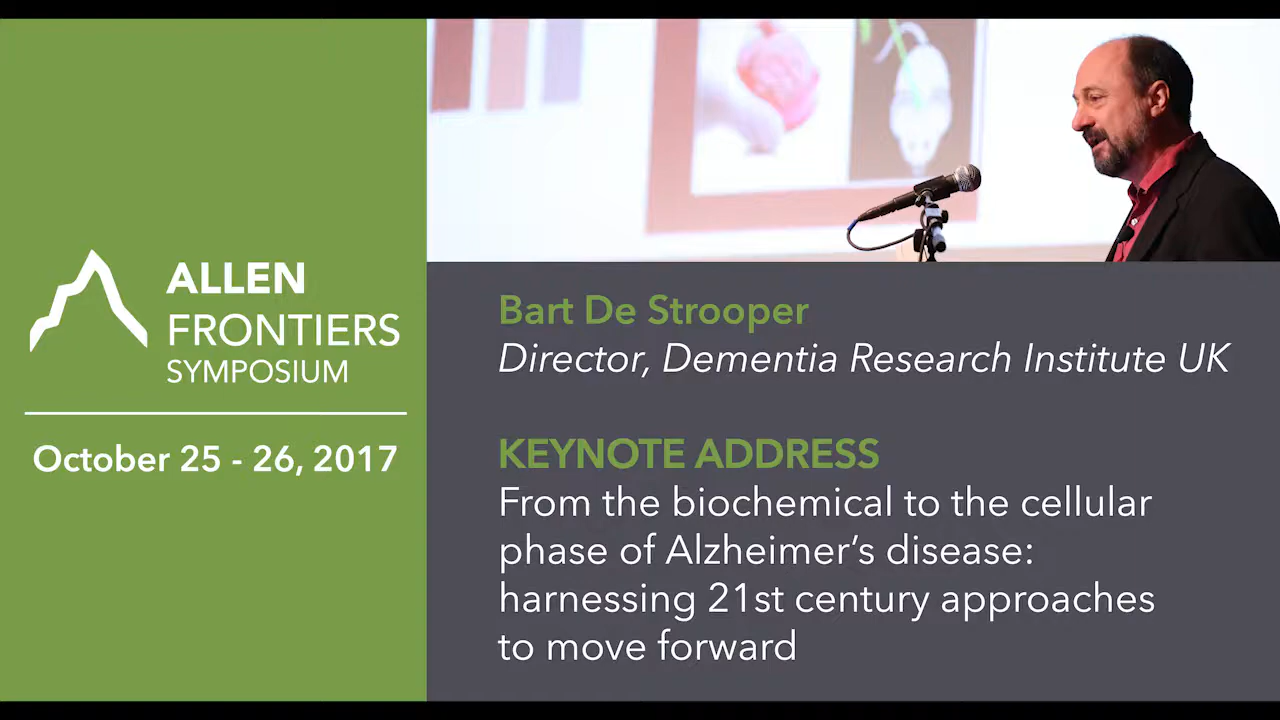 ALLEN
FRONTIERS
SYMPOSIUM
October 25 - 26, 2017
Bart De Strooper
Director, Dementia Research Institute UK
KEYNOTE ADDRESS
From the biochemical to the cellular
phase of Alzheimer’s disease:
harnessing 21st century approaches
to move forward